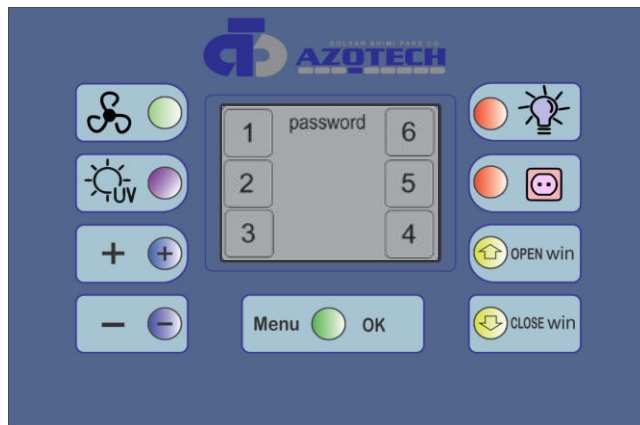 GOLSAN SHIMI PARS CO.
AZOTECH
1 password 6
2 5
3 4
UV
+ +
- -
Menu OK
OPEN win
CLOSE win